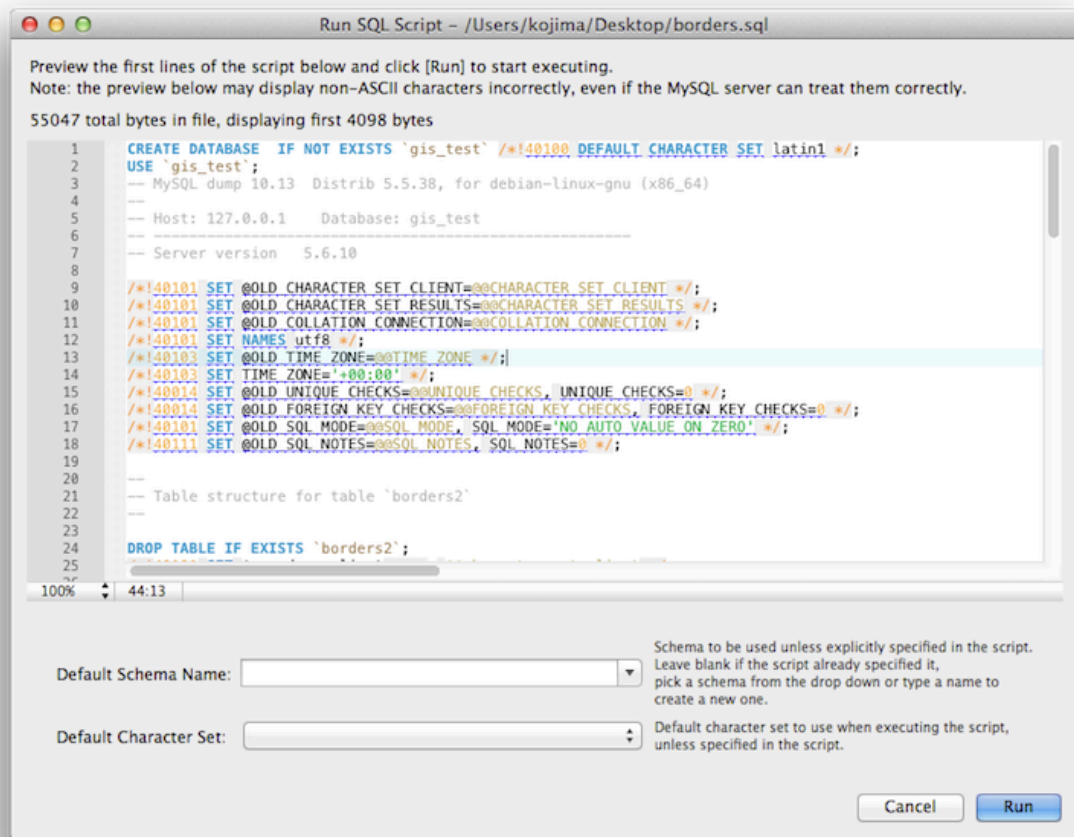 Run SQL Script – /Users/kojima/Desktop/borders.sql
Preview the first lines of the script below and click [Run] to start executing.
Note: the preview below may display non-ASCII characters incorrectly, even if the MySQL server can treat them correctly.
55047 total bytes in file, displaying first 4098 bytes
1 CREATE DATABASE  IF NOT EXISTS `gis_test` /*!40100 DEFAULT CHARACTER SET latin1 */;
2 USE `gis_test`;
3 -- MySQL dump 10.13  Distrib 5.5.38, for debian-linux-gnu (x86_64)
4 --
5 -- Host: 127.0.0.1    Database: gis_test
6 -- ------------------------------------------------------
7 -- Server version   5.6.10
8
9 /*!40101 SET @OLD_CHARACTER_SET_CLIENT=@@CHARACTER_SET_CLIENT */;
10 /*!40101 SET @OLD_CHARACTER_SET_RESULTS=@@CHARACTER_SET_RESULTS */;
11 /*!40101 SET @OLD_COLLATION_CONNECTION=@@COLLATION_CONNECTION */;
12 /*!40101 SET NAMES utf8 */;
13 /*!40103 SET @OLD_TIME_ZONE=@@TIME_ZONE */;
14 /*!40103 SET TIME_ZONE='+00:00' */;
15 /*!40014 SET @OLD_UNIQUE_CHECKS=@@UNIQUE_CHECKS, UNIQUE_CHECKS=0 */;
16 /*!40014 SET @OLD_FOREIGN_KEY_CHECKS=@@FOREIGN_KEY_CHECKS, FOREIGN_KEY_CHECKS=0 */;
17 /*!40101 SET @OLD_SQL_MODE=@@SQL_MODE, SQL_MODE='NO_AUTO_VALUE_ON_ZERO' */;
18 /*!40111 SET @OLD_SQL_NOTES=@@SQL_NOTES, SQL_NOTES=0 */;
19
20 --
21 -- Table structure for table `borders2`
22 --
23
24 DROP TABLE IF EXISTS `borders2`;
25
100% 44:13
Default Schema Name:
Schema to be used unless explicitly specified in the script.
Leave blank if the script already specified it,
pick a schema from the drop down or type a name to
create a new one.
Default Character Set:
Default character set to use when executing the script,
unless specified in the script.
Cancel Run